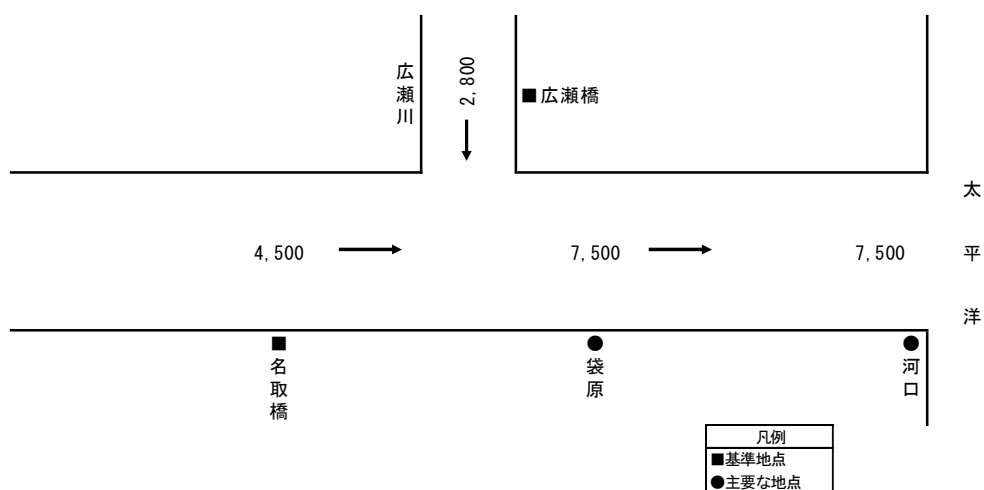 広瀬川
2,800
■広瀬橋
太平洋
4,500
7,500
7,500
名取橋
袋原
河口
凡例
■基準地点
●主要な地点